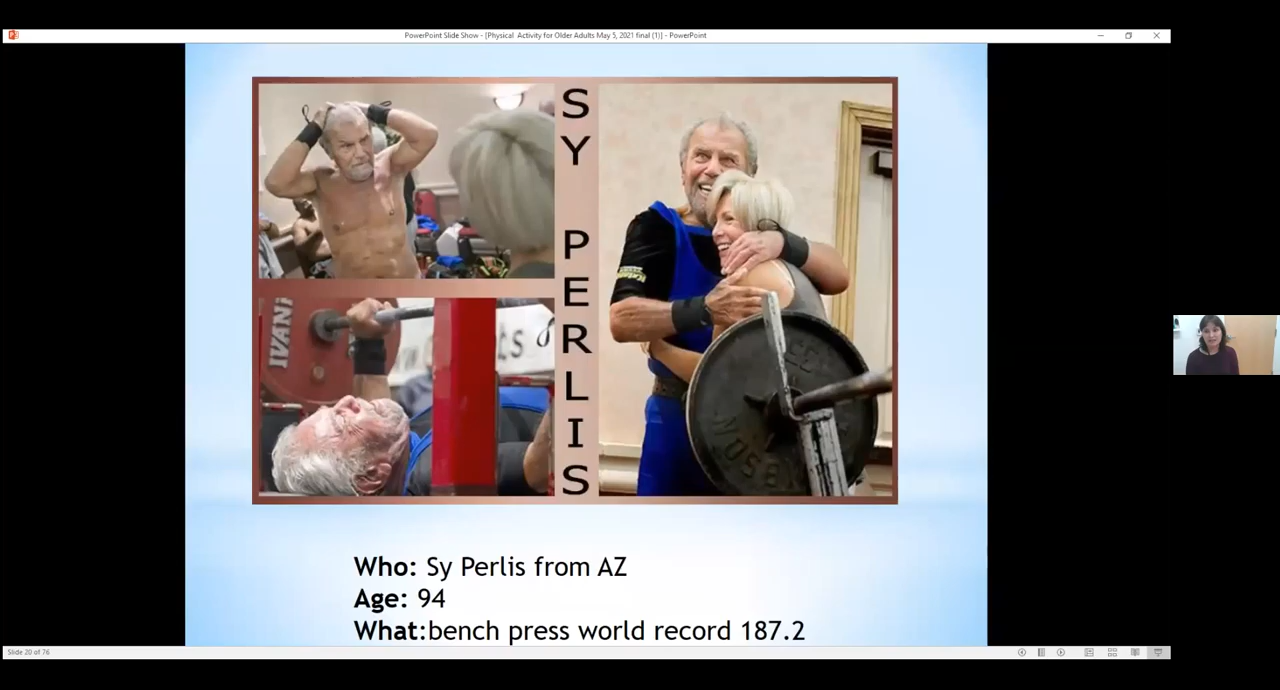 PowerPoint Slide Show - [Physical Activity for Older Adults May 5, 2021 final (1)] - PowerPoint
SY PERLIS
IVAN
Who: Sy Perlis from AZ
Age: 94
What:bench press world record 187.2
Slide 20 of 76